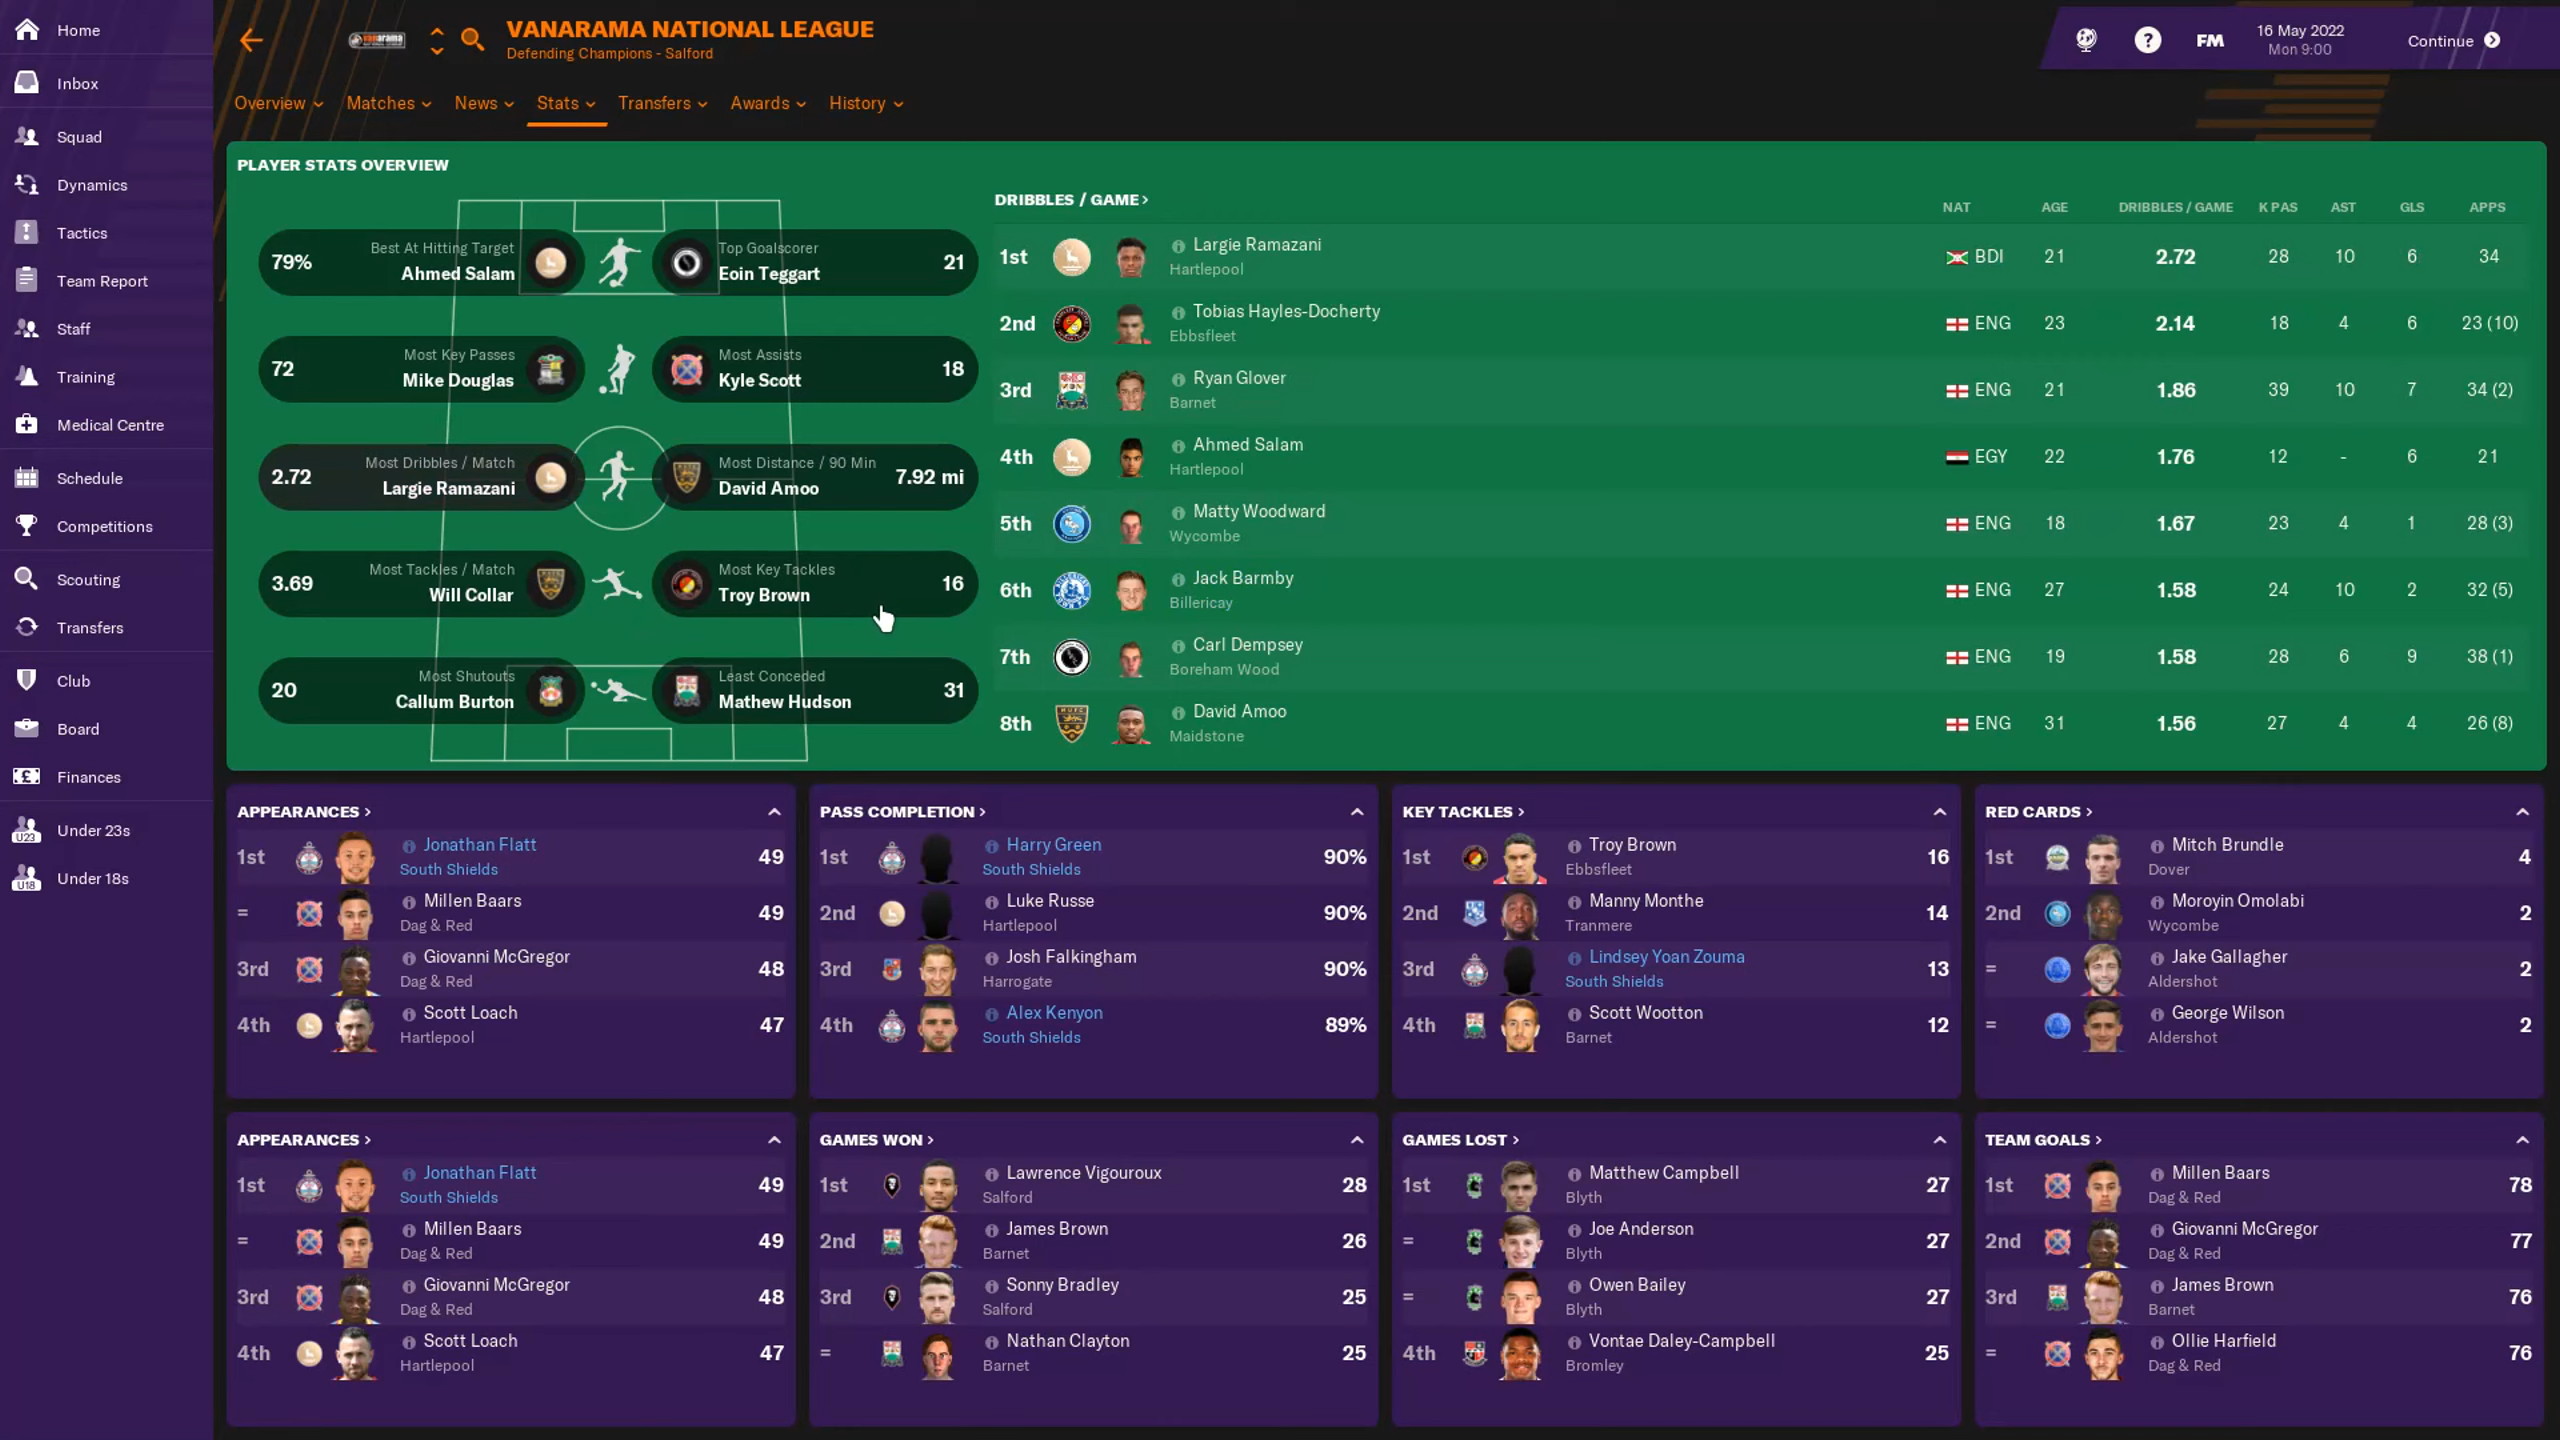 Home
Inbox
Squad
Dynamics
Tactics
Team Report
Staff
Training
Medical Centre
Schedule
Competitions
Scouting
Transfers
Club
Board
Finances
U23 Under 23s
U18 Under 18s
VANARAMA NATIONAL LEAGUE
Defending Champions - Salford
FM
16 May 2022
Mon 9:00
Continue
Overview Matches News Stats Transfers Awards History
PLAYER STATS OVERVIEW
79% Best At Hitting Target
Ahmed Salam
Top Goalscorer
Eoin Teggart 21
72 Most Key Passes
Mike Douglas
Most Assists
Kyle Scott 18
2.72 Most Dribbles / Match
Largie Ramazani
Most Distance / 90 Min
David Amoo 7.92 mi
3.69 Most Tackles / Match
Will Collar
Most Key Tackles
Troy Brown 16
20 Most Shutouts
Callum Burton
Least Conceded
Mathew Hudson 31
DRIBBLES / GAME > NAT AGE DRIBBLES / GAME K PAS AST GLS APPS
1st Largie Ramazani BDI 21 2.72 28 10 6 34
Hartlepool
2nd Tobias Hayles-Docherty ENG 23 2.14 18 4 6 23 (10)
Ebbsfleet
3rd Ryan Glover ENG 21 1.86 39 10 7 34 (2)
Barnet
4th Ahmed Salam EGY 22 1.76 12 - 6 21
Hartlepool
5th Matty Woodward ENG 18 1.67 23 4 1 28 (3)
Wycombe
6th Jack Barmby ENG 27 1.58 24 10 2 32 (5)
Billericay
7th Carl Dempsey ENG 19 1.58 28 6 9 38 (1)
Boreham Wood
8th David Amoo ENG 31 1.56 27 4 4 26 (8)
Maidstone
APPEARANCES >
1st Jonathan Flatt 49
South Shields
= Millen Baars 49
Dag & Red
3rd Giovanni McGregor 48
Dag & Red
4th Scott Loach 47
Hartlepool
PASS COMPLETION >
1st Harry Green 90%
South Shields
2nd Luke Russe 90%
Hartlepool
3rd Josh Falkingham 90%
Harrogate
4th Alex Kenyon 89%
South Shields
KEY TACKLES >
1st Troy Brown 16
Ebbsfleet
2nd Manny Monthe 14
Tranmere
3rd Lindsey Yoan Zouma 13
South Shields
4th Scott Wootton 12
Barnet
RED CARDS >
1st Mitch Brundle 4
Dover
2nd Moroyin Omolabi 2
Wycombe
= Jake Gallagher 2
Aldershot
= George Wilson 2
Aldershot
APPEARANCES >
1st Jonathan Flatt 49
South Shields
= Millen Baars 49
Dag & Red
3rd Giovanni McGregor 48
Dag & Red
4th Scott Loach 47
Hartlepool
GAMES WON >
1st Lawrence Vigouroux 28
Salford
2nd James Brown 26
Barnet
3rd Sonny Bradley 25
Salford
= Nathan Clayton 25
Barnet
GAMES LOST >
1st Matthew Campbell 27
Blyth
= Joe Anderson 27
Blyth
= Owen Bailey 27
Blyth
4th Vontae Daley-Campbell 25
Bromley
TEAM GOALS >
1st Millen Baars 78
Dag & Red
2nd Giovanni McGregor 77
Dag & Red
3rd James Brown 76
Barnet
= Ollie Harfield 76
Dag & Red